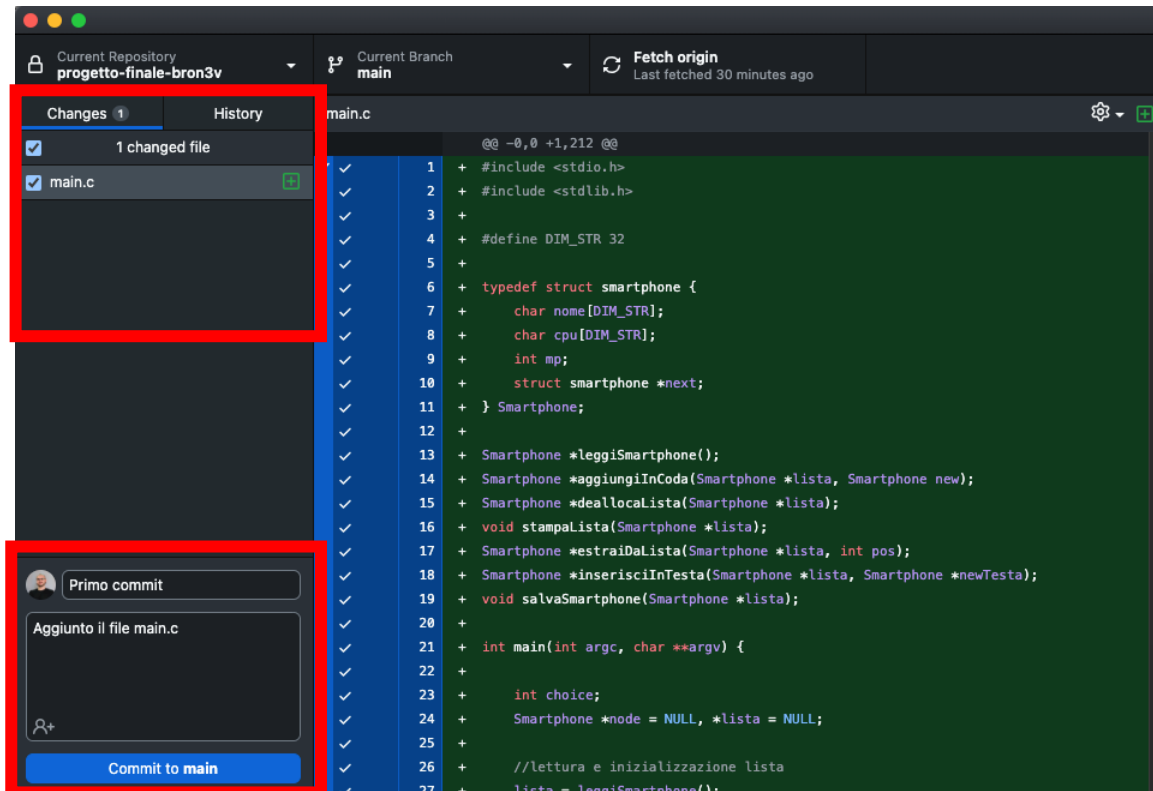 Current Repository
progetto-finale-bron3v
Current Branch
main
Fetch origin
Last fetched 30 minutes ago
Changes 1
History
1 changed file
main.c
Primo commit
Aggiunto il file main.c
Commit to main
main.c
@@ -0,0 +1,212 @@
1 + #include <stdio.h>
2 + #include <stdlib.h>
3 +
4 + #define DIM_STR 32
5 +
6 + typedef struct smartphone {
7 + char nome[DIM_STR];
8 + char cpu[DIM_STR];
9 + int mp;
10 + struct smartphone *next;
11 + } Smartphone;
12 +
13 + Smartphone *leggiSmartphone();
14 + Smartphone *aggiungiInCoda(Smartphone *lista, Smartphone new);
15 + Smartphone *deallocaLista(Smartphone *lista);
16 + void stampaLista(Smartphone *lista);
17 + Smartphone *estraiDaLista(Smartphone *lista, int pos);
18 + Smartphone *inserisciInTesta(Smartphone *lista, Smartphone *newTesta);
19 + void salvaSmartphone(Smartphone *lista);
20 +
21 + int main(int argc, char **argv) {
22 +
23 + int choice;
24 + Smartphone *node = NULL, *lista = NULL;
25 +
26 + //lettura e inizializzazione lista
27 + lista = leggiSmartphone();